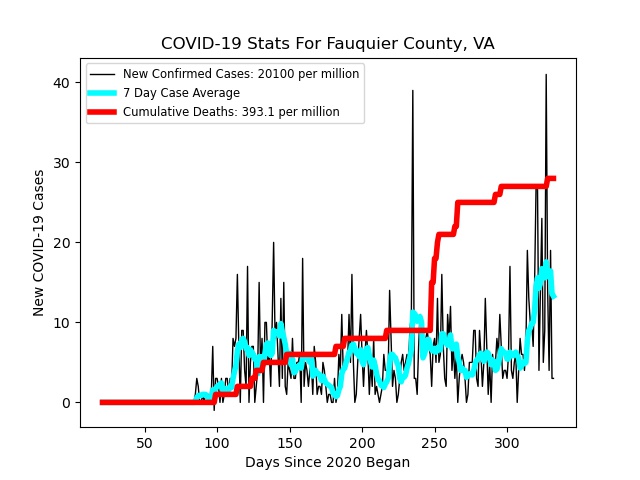 COVID-19 Stats For Fauquier County, VA
New Confirmed Cases: 20100 per million
7 Day Case Average
Cumulative Deaths: 393.1 per million
New COVID-19 Cases
40
30
20
10
0
50
100
150
200
250
300
Days Since 2020 Began